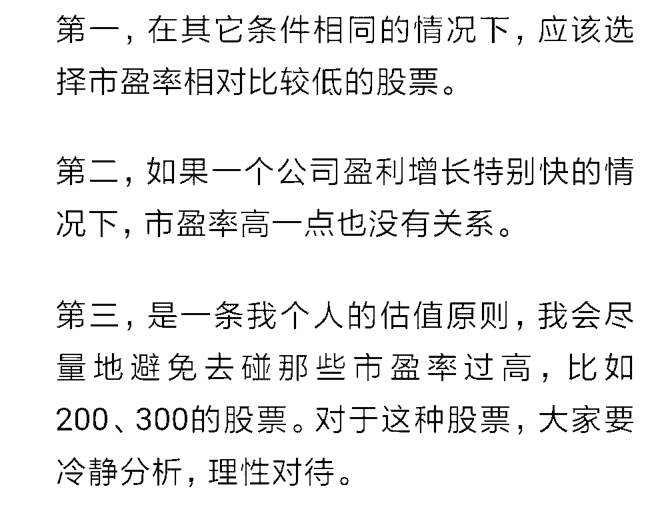 第一，在其它条件相同的情况下，应该选
择市盈率相对比较低的股票。
第二，如果一个公司盈利增长特别快的情
况下，市盈率高一点也没有关系。
第三，是一条我个人的估值原则，我会尽
量地避免去碰那些市盈率过高，比如
200、300的股票。对于这种股票，大家要
冷静分析，理性对待。